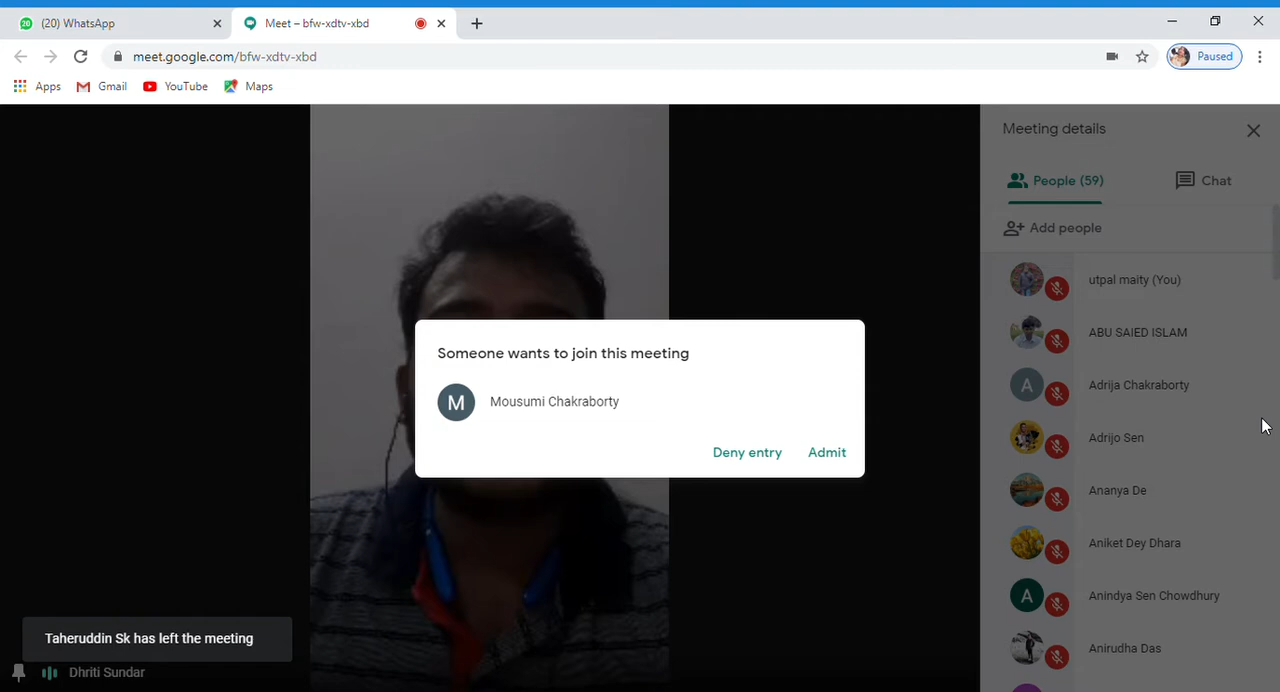 20
(20) WhatsApp
Meet – bfw-xdtv-xbd
meet.google.com/bfw-xdtv-xbd
Paused
Apps
Gmail
YouTube
Maps
Meeting details
People (59)
Chat
Add people
utpal maity (You)
ABU SAIED ISLAM
A
Adrija Chakraborty
Adrijo Sen
Ananya De
Aniket Dey Dhara
A
Anindya Sen Chowdhury
Anirudha Das
Someone wants to join this meeting
M
Mousumi Chakraborty
Deny entry
Admit
Taheruddin Sk has left the meeting
Dhriti Sundar